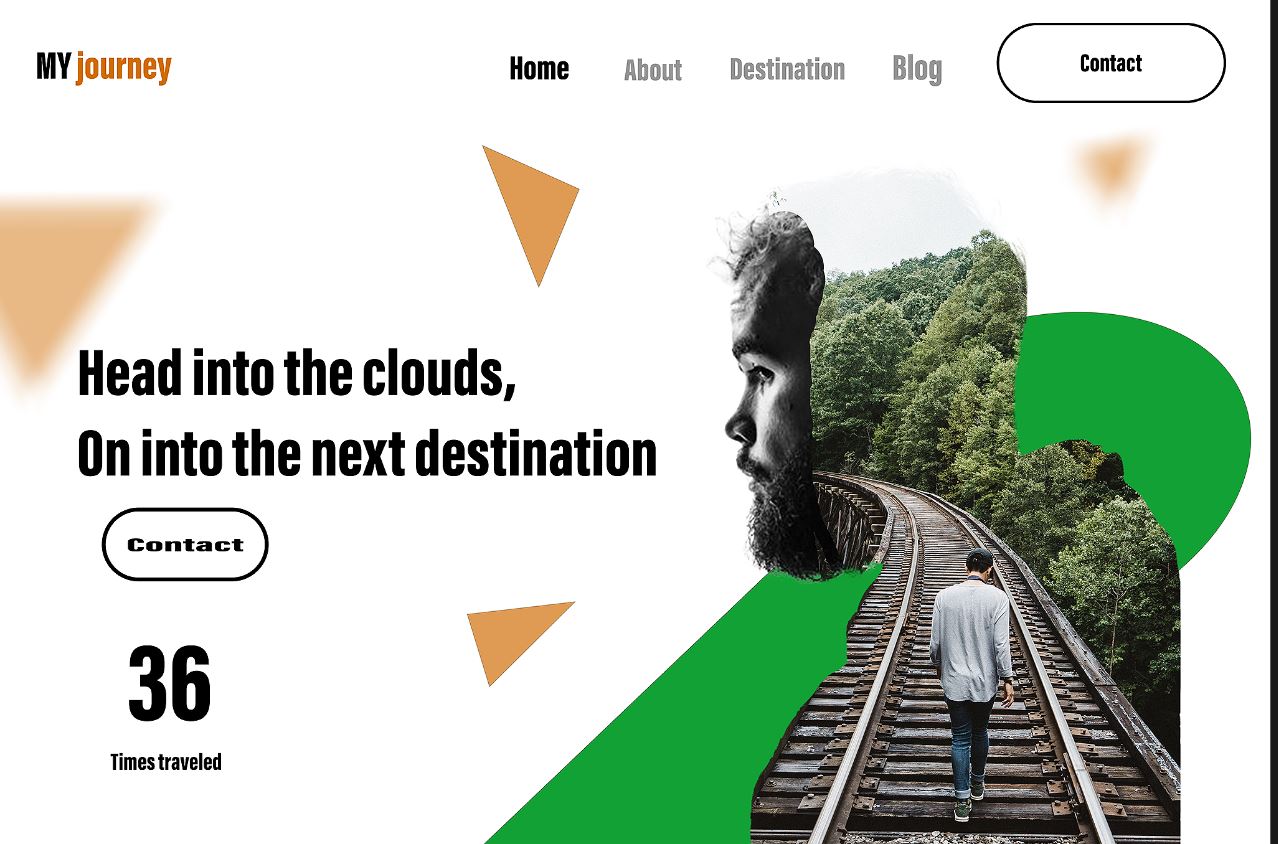 MY journey
Home About Destination Blog Contact
Head into the clouds,
On into the next destination
Contact
36
Times traveled